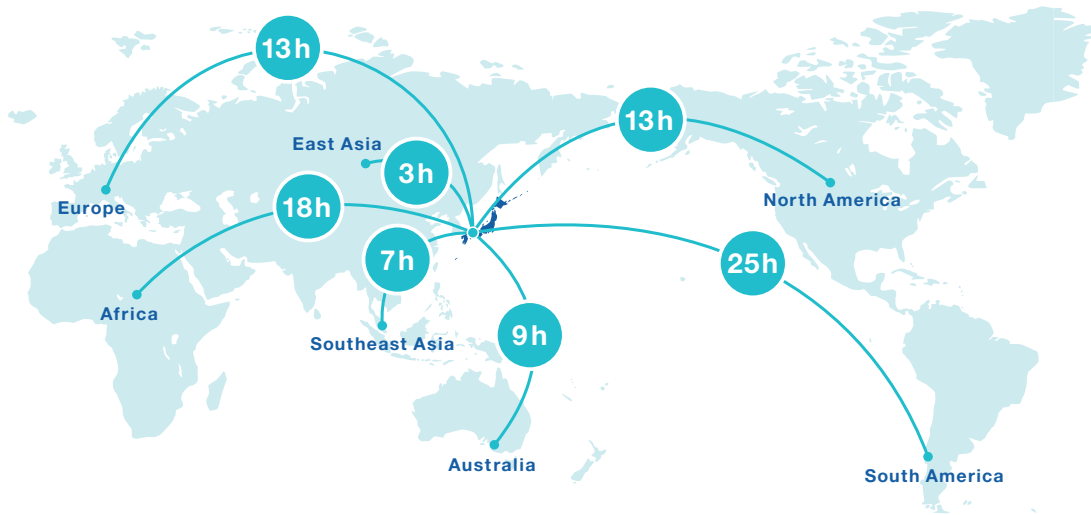 13h
13h
East Asia
3h
Europe
18h
North America
7h
25h
Africa
Southeast Asia
9h
Australia
South America